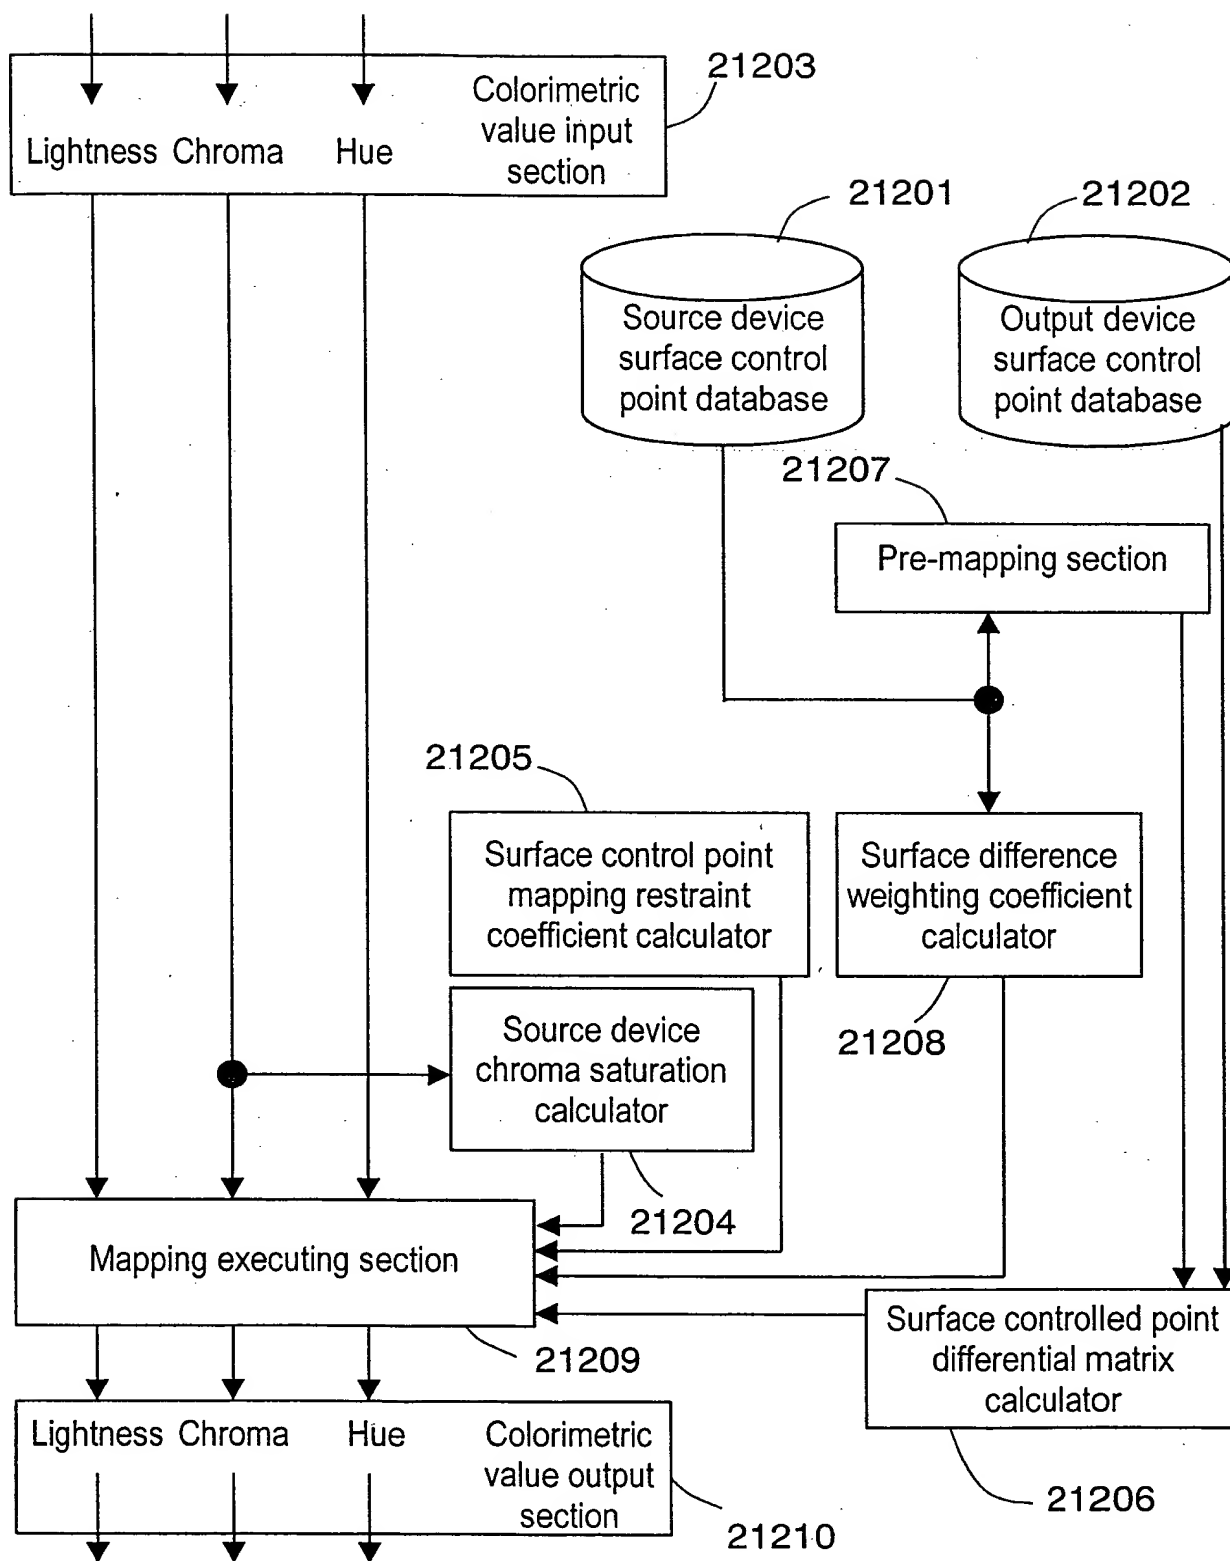 21203
Colorimetric
value input
section
Lightness Chroma Hue
21201
21202
Source device
surface control
point database
Output device
surface control
point database
21207
Pre-mapping section
21205
Surface control point
mapping restraint
coefficient calculator
Surface difference
weighting coefficient
calculator
21208
Source device
chroma saturation
calculator
21204
Mapping executing section
21209
Surface controlled point
differential matrix
calculator
21206
Lightness Chroma Hue
Colorimetric
value output
section
21210